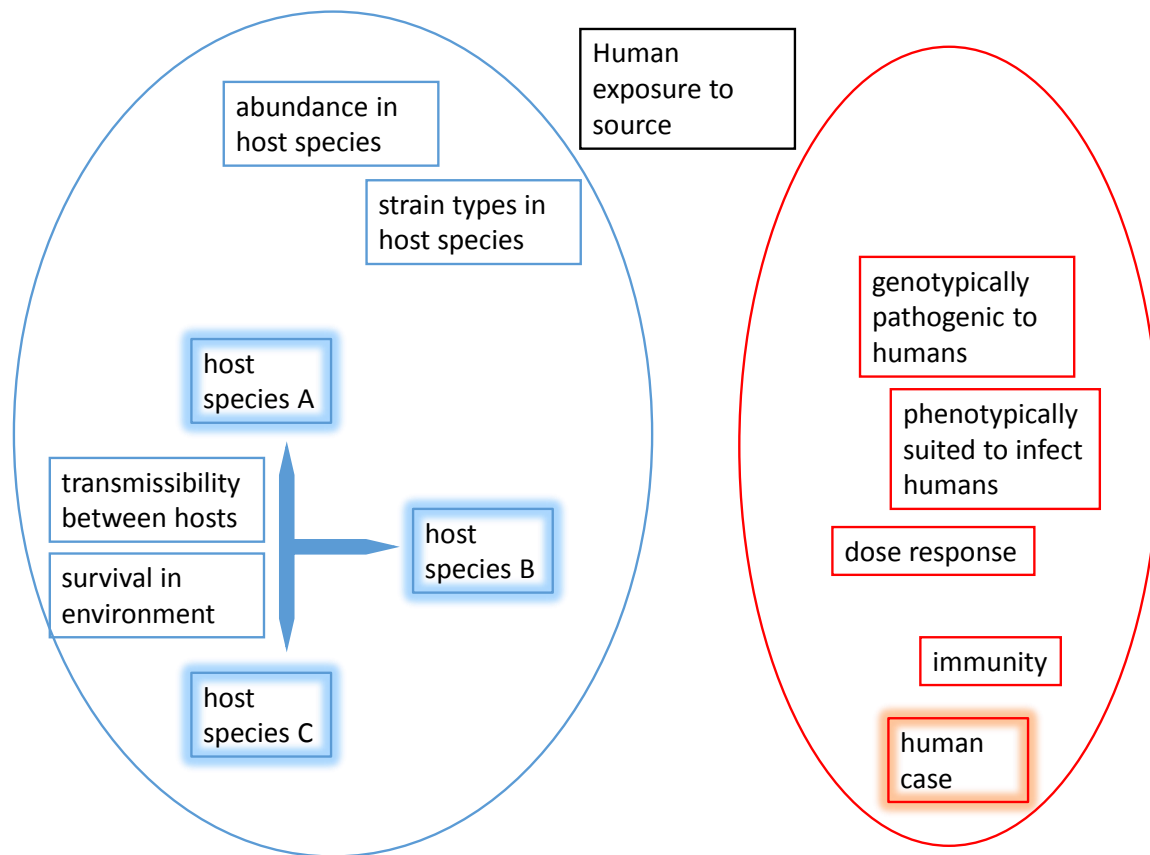 Human
exposure to
source
abundance in
host species
strain types in
host species
host
species A
transmissibility
between hosts
survival in
environment
host
species B
host
species C
genotypically
pathogenic to
humans
phenotypically
suited to infect
humans
dose response
immunity
human
case